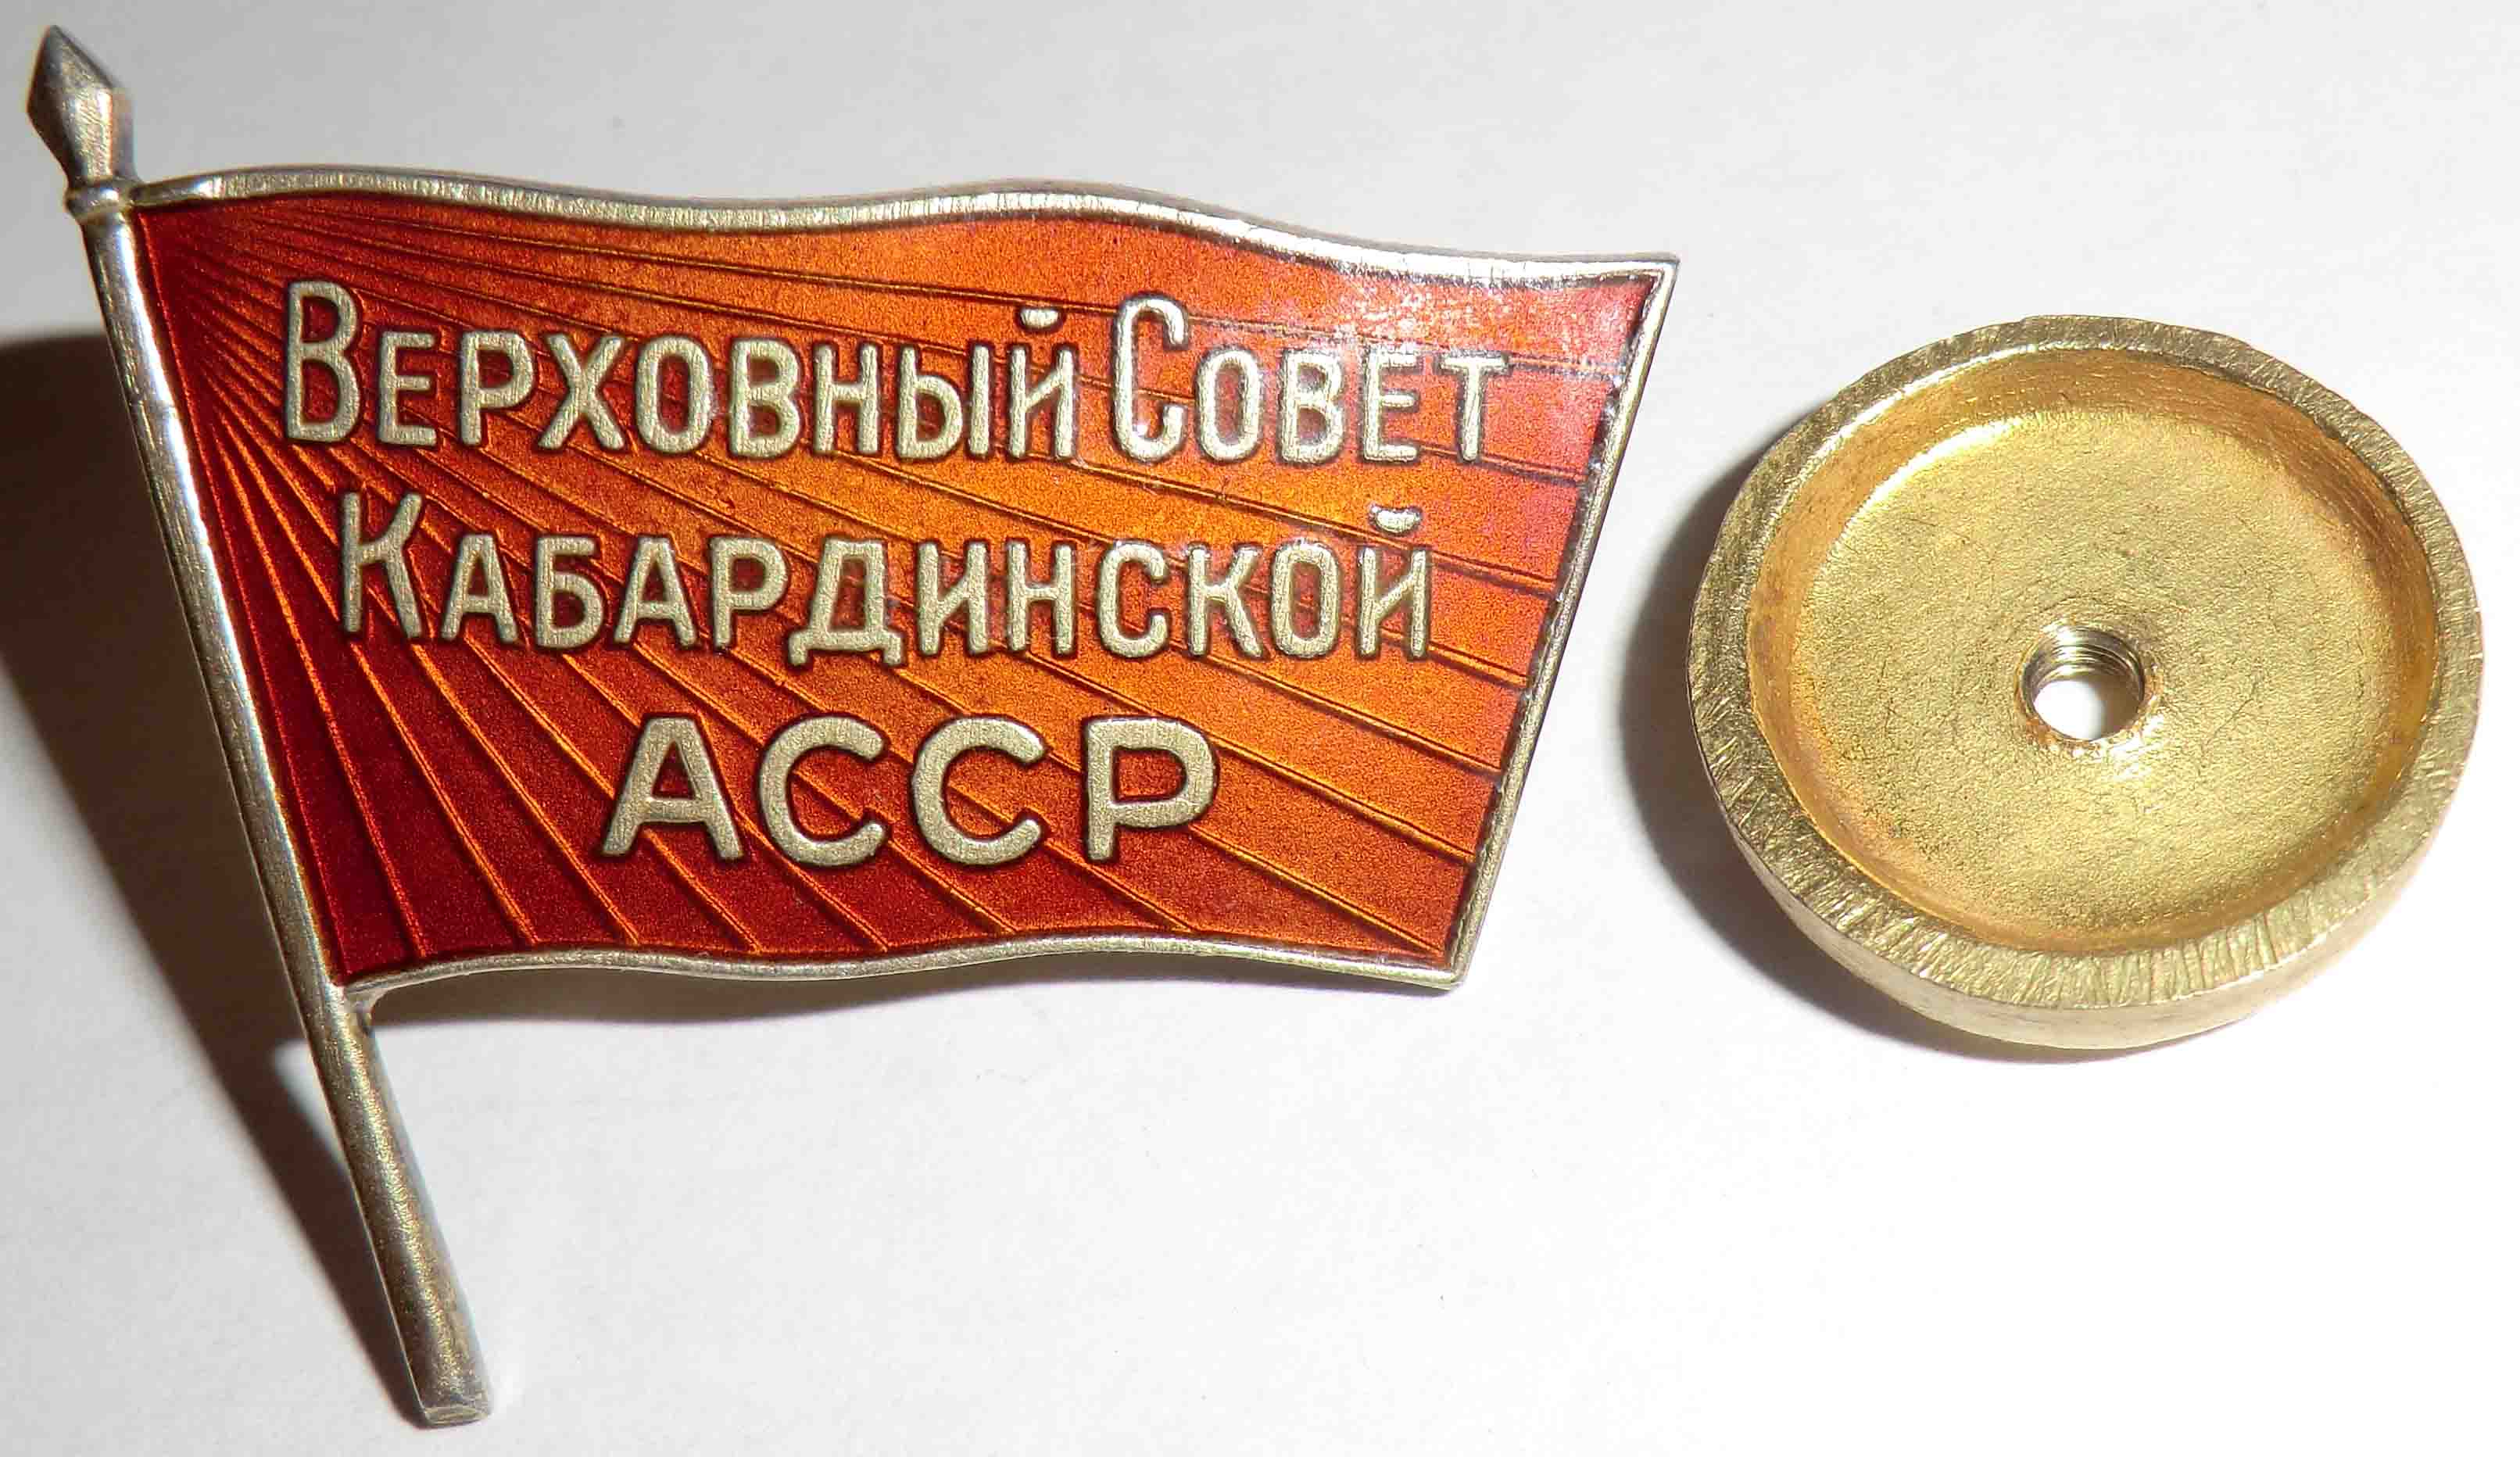 Верховный Совет
Кабардинской
АССР